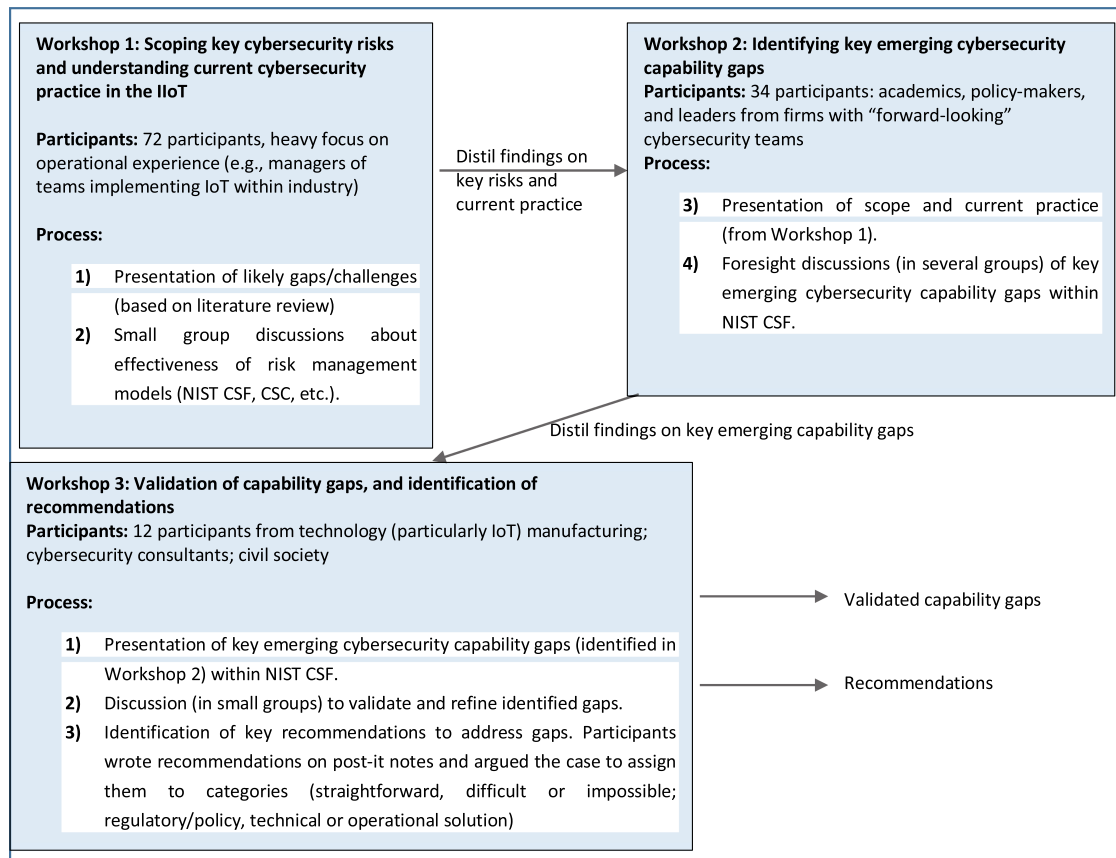 Workshop 1: Scoping key cybersecurity risks
and understanding current cybersecurity
practice in the IIoT
Participants: 72 participants, heavy focus on
operational experience (e.g., managers of
teams implementing IoT within industry)
Process:
1) Presentation of likely gaps/challenges
(based on literature review)
2) Small group discussions about
effectiveness of risk management
models (NIST CSF, CSC, etc.).
Distil findings on
key risks and
current practice
Workshop 2: Identifying key emerging cybersecurity
capability gaps
Participants: 34 participants: academics, policy-makers,
and leaders from firms with “forward-looking”
cybersecurity teams
Process:
3) Presentation of scope and current practice
(from Workshop 1).
4) Foresight discussions (in several groups) of key
emerging cybersecurity capability gaps within
NIST CSF.
Distil findings on key emerging capability gaps
Workshop 3: Validation of capability gaps, and identification of
recommendations
Participants: 12 participants from technology (particularly IoT) manufacturing;
cybersecurity consultants; civil society
Process:
1) Presentation of key emerging cybersecurity capability gaps (identified in
Workshop 2) within NIST CSF.
2) Discussion (in small groups) to validate and refine identified gaps.
3) Identification of key recommendations to address gaps. Participants
wrote recommendations on post-it notes and argued the case to assign
them to categories (straightforward, difficult or impossible;
regulatory/policy, technical or operational solution)
Validated capability gaps
Recommendations